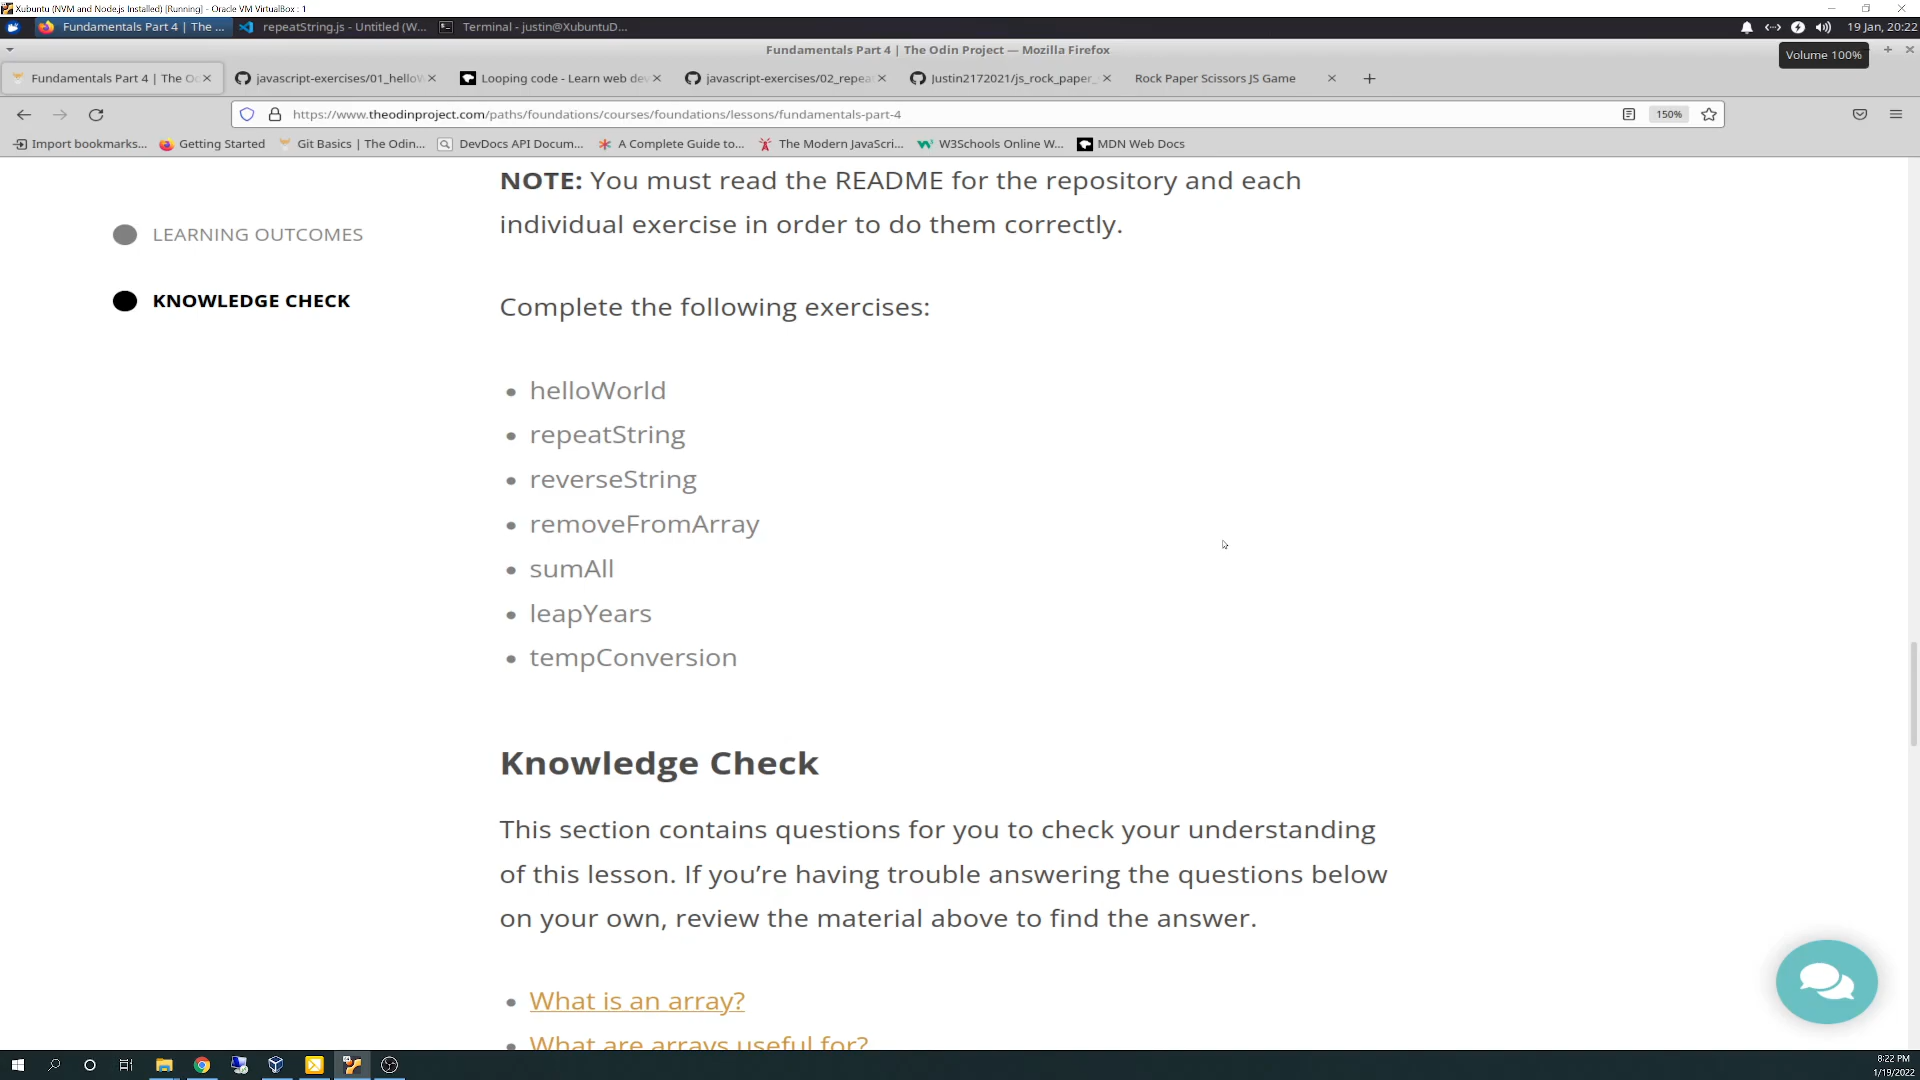 Xubuntu (NVM and Node.js Installed) [Running] - Oracle VM VirtualBox : 1
Fundamentals Part 4 | The ...
repeatString.js - Untitled (W...
Terminal - justin@XubuntuD...
19 Jan, 20:22
Fundamentals Part 4 | The Odin Project — Mozilla Firefox
Volume 100%
Fundamentals Part 4 | The O
javascript-exercises/01_hello
Looping code - Learn web de
javascript-exercises/02_repea
Justin2172021/js_rock_paper_
Rock Paper Scissors JS Game
https://www.theodinproject.com/paths/foundations/courses/foundations/lessons/fundamentals-part-4
150%
Import bookmarks...
Getting Started
Git Basics | The Odin...
DevDocs API Docum...
A Complete Guide to...
The Modern JavaScri...
W3Schools Online W...
MDN Web Docs
NOTE: You must read the README for the repository and each
individual exercise in order to do them correctly.
LEARNING OUTCOMES
KNOWLEDGE CHECK
Complete the following exercises:
helloWorld
repeatString
reverseString
removeFromArray
sumAll
leapYears
tempConversion
Knowledge Check
This section contains questions for you to check your understanding
of this lesson. If you’re having trouble answering the questions below
on your own, review the material above to find the answer.
What is an array?
What are arrays useful for?
8:22 PM
1/19/2022